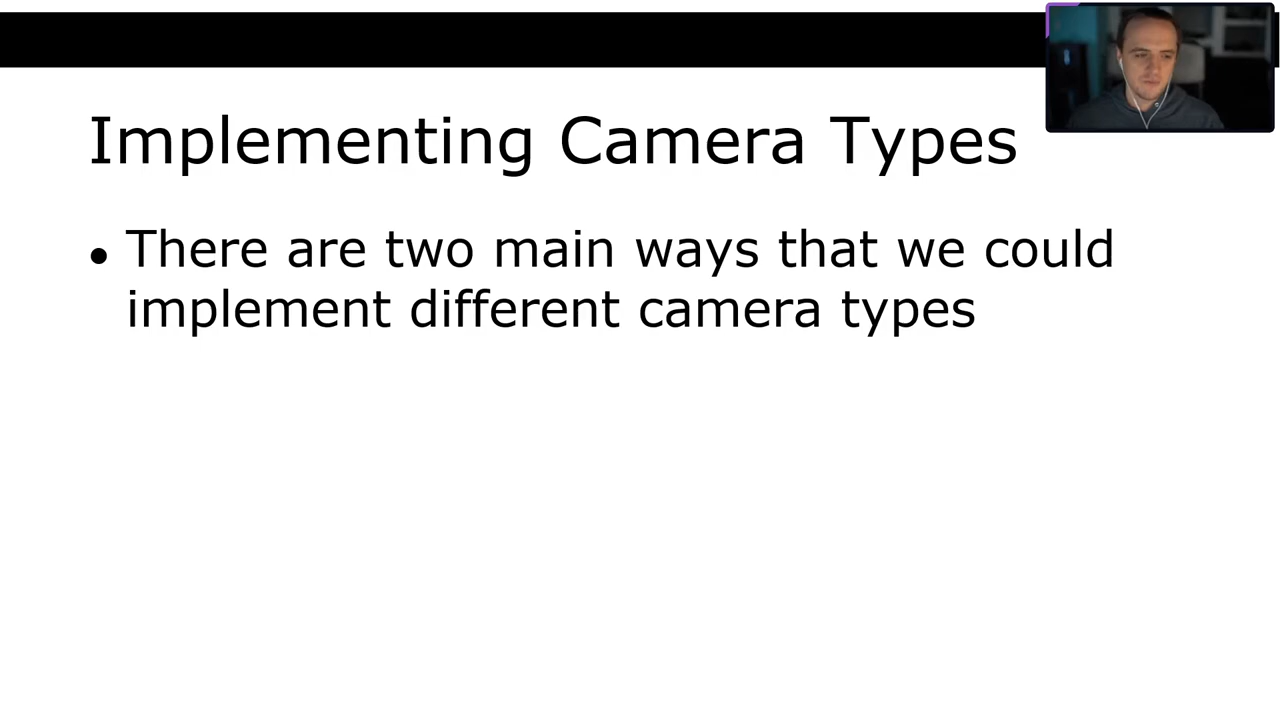 Implementing Camera Types
• There are two main ways that we could
implement different camera types